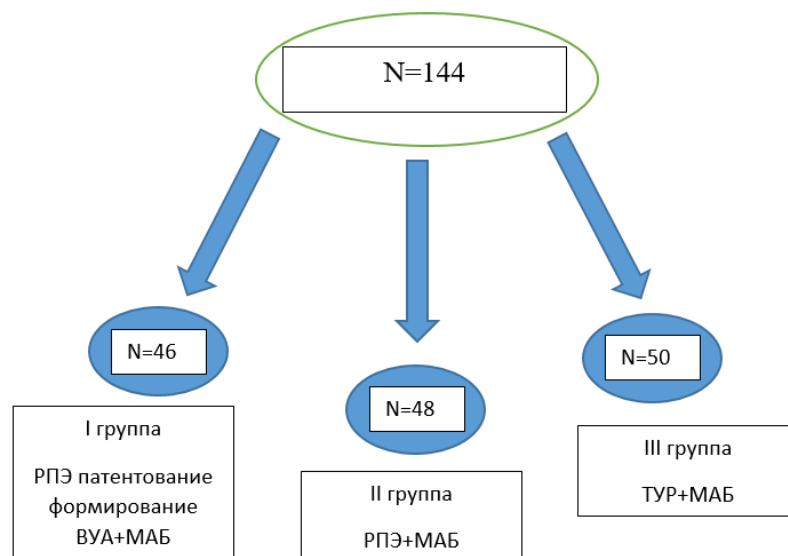 N=144
N=46
N=48
N=50
I группа
РПЭ патентование
формирование
ВУА+МАБ
II группа
РПЭ+МАБ
III группа
ТУР+МАБ